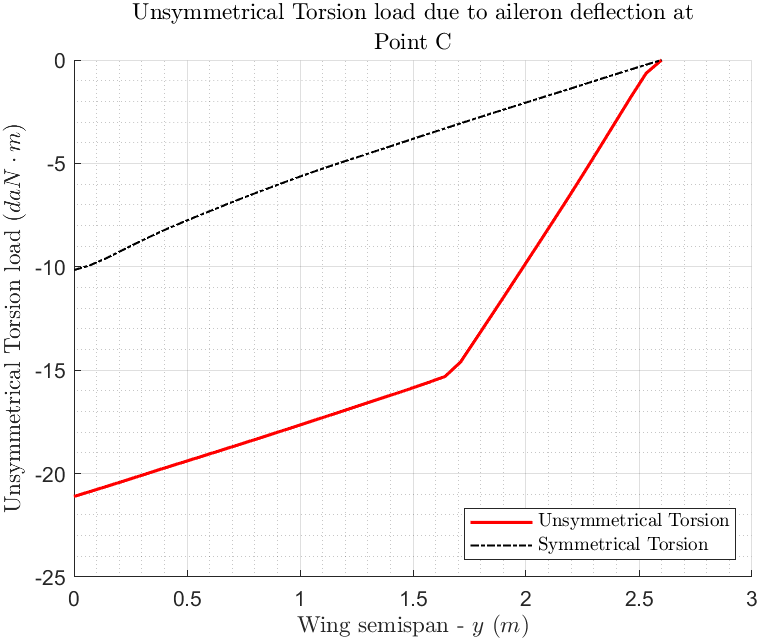 Unsymmetrical Torsion load due to aileron deflection at
Point C
Unsymmetrical Torsion load (daN · m)
0
-5
-10
-15
-20
-25
0 0.5 1 1.5 2 2.5 3
Wing semispan - y (m)
Unsymmetrical Torsion
Symmetrical Torsion